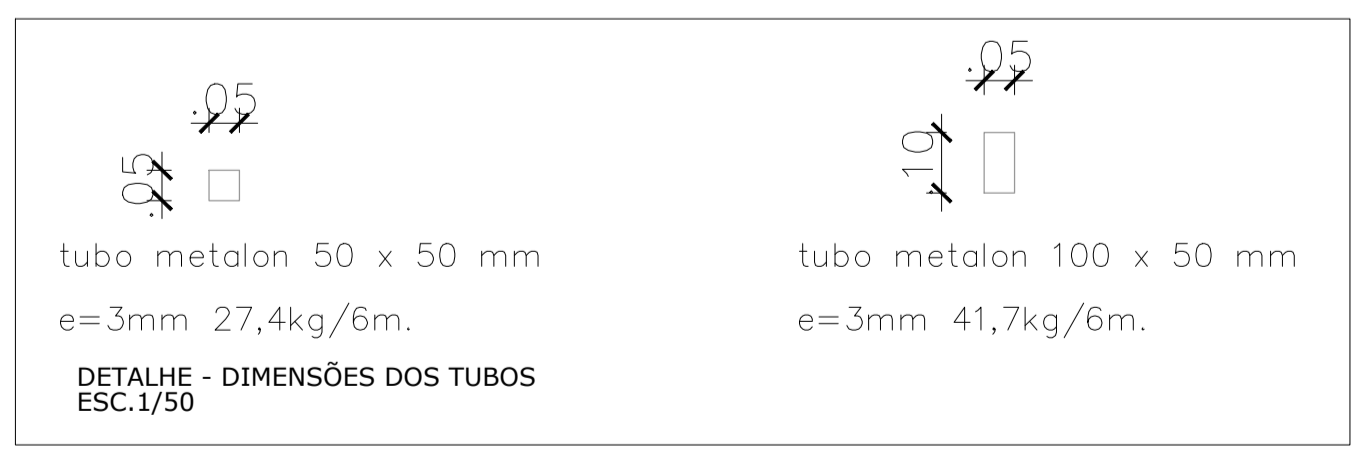 .05
.05
tubo metalon 50 x 50 mm
e=3mm 27,4kg/6m.
.05
.10
tubo metalon 100 x 50 mm
e=3mm 41,7kg/6m.
DETALHE - DIMENSÕES DOS TUBOS
ESC.1/50